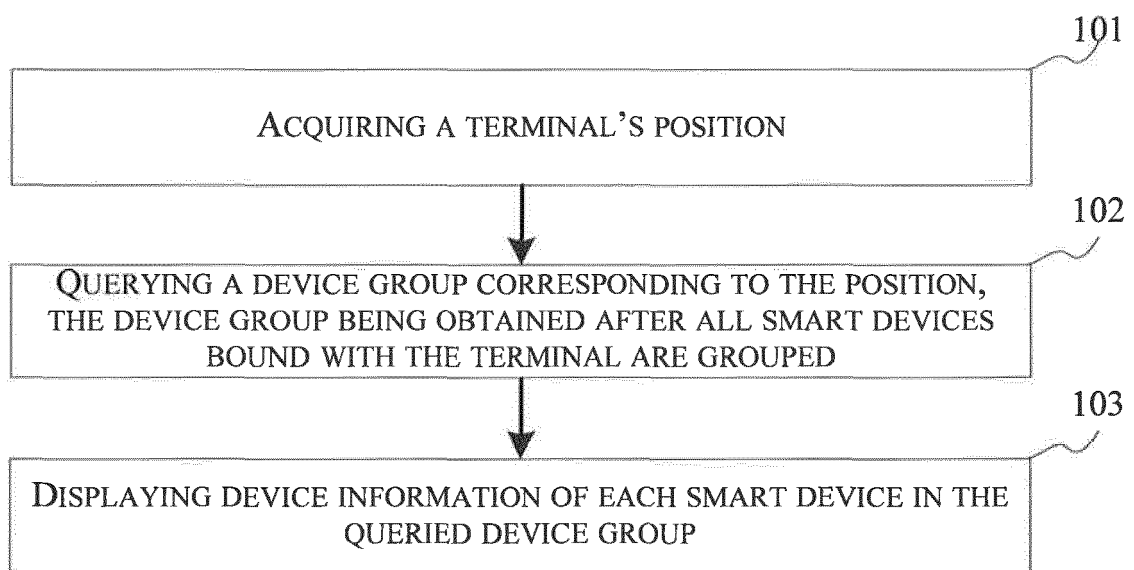 101
ACQUIRING A TERMINAL'S POSITION
102
QUERYING A DEVICE GROUP CORRESPONDING TO THE POSITION,
THE DEVICE GROUP BEING OBTAINED AFTER ALL SMART DEVICES
BOUND WITH THE TERMINAL ARE GROUPED
103
DISPLAYING DEVICE INFORMATION OF EACH SMART DEVICE IN THE
QUERIED DEVICE GROUP